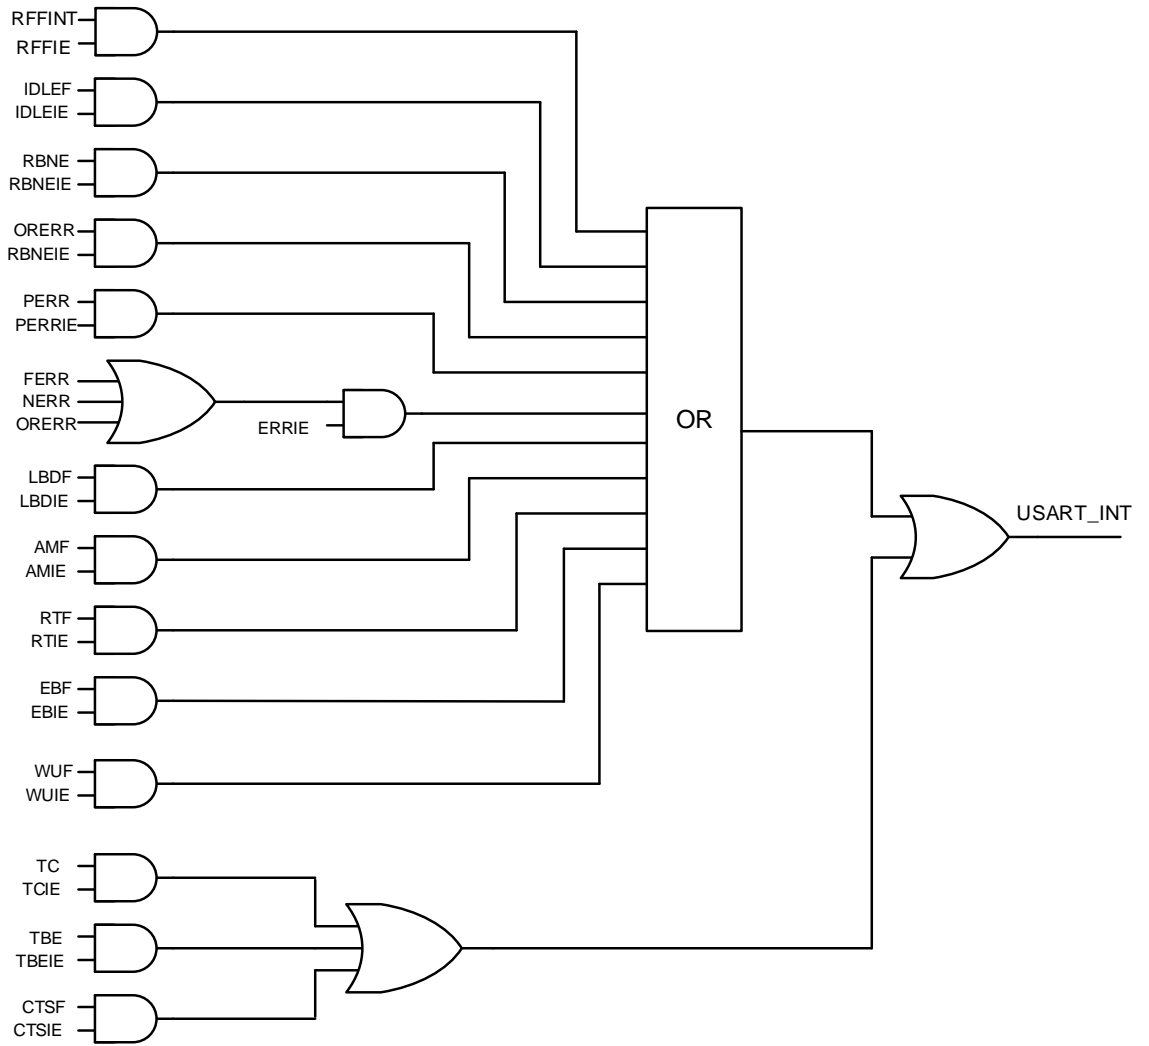 RFFINT
RFFIE
IDLEF
IDLEIE
RBNE
RBNEIE
ORERR
RBNEIE
PERR
PERRIE
FERR
NERR
ORERR
ERRIE
OR
LBDF
LBDIE
USART_INT
AMF
AMIE
RTF
RTIE
EBF
EBIE
WUF
WUIE
TC
TCIE
TBE
TBEIE
CTSF
CTSIE